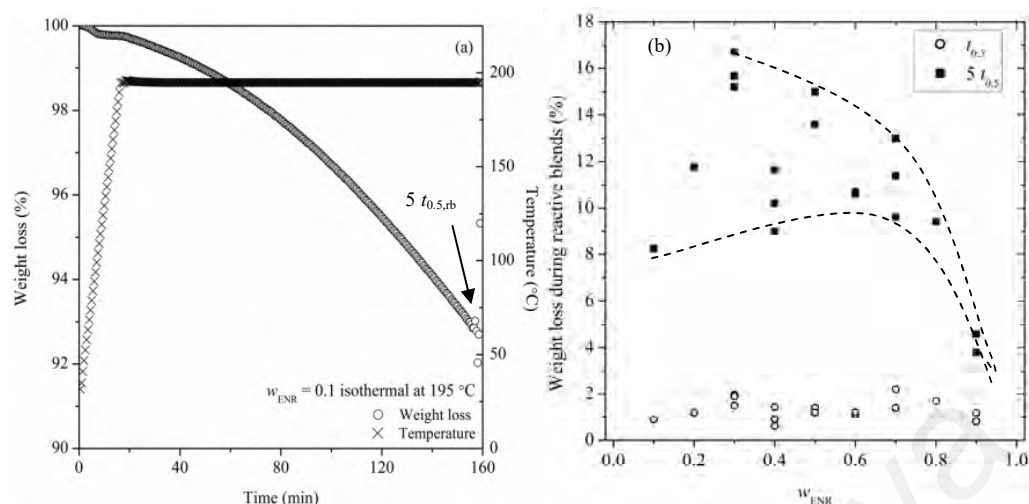 (a)
100
98
96
94
92
90
Weight loss (%)
0
40
80
120
160
Time (min)
200
150
100
50
0
Temperature (°C)
5 t0.5,rb
wENR = 0.1 isothermal at 195 °C
Weight loss
Temperature
(b)
18
16
14
12
10
8
6
4
2
0
Weight loss during reactive blends (%)
t0.5
5 t0.5
0.0
0.2
0.4
0.6
0.8
1.0
wENR